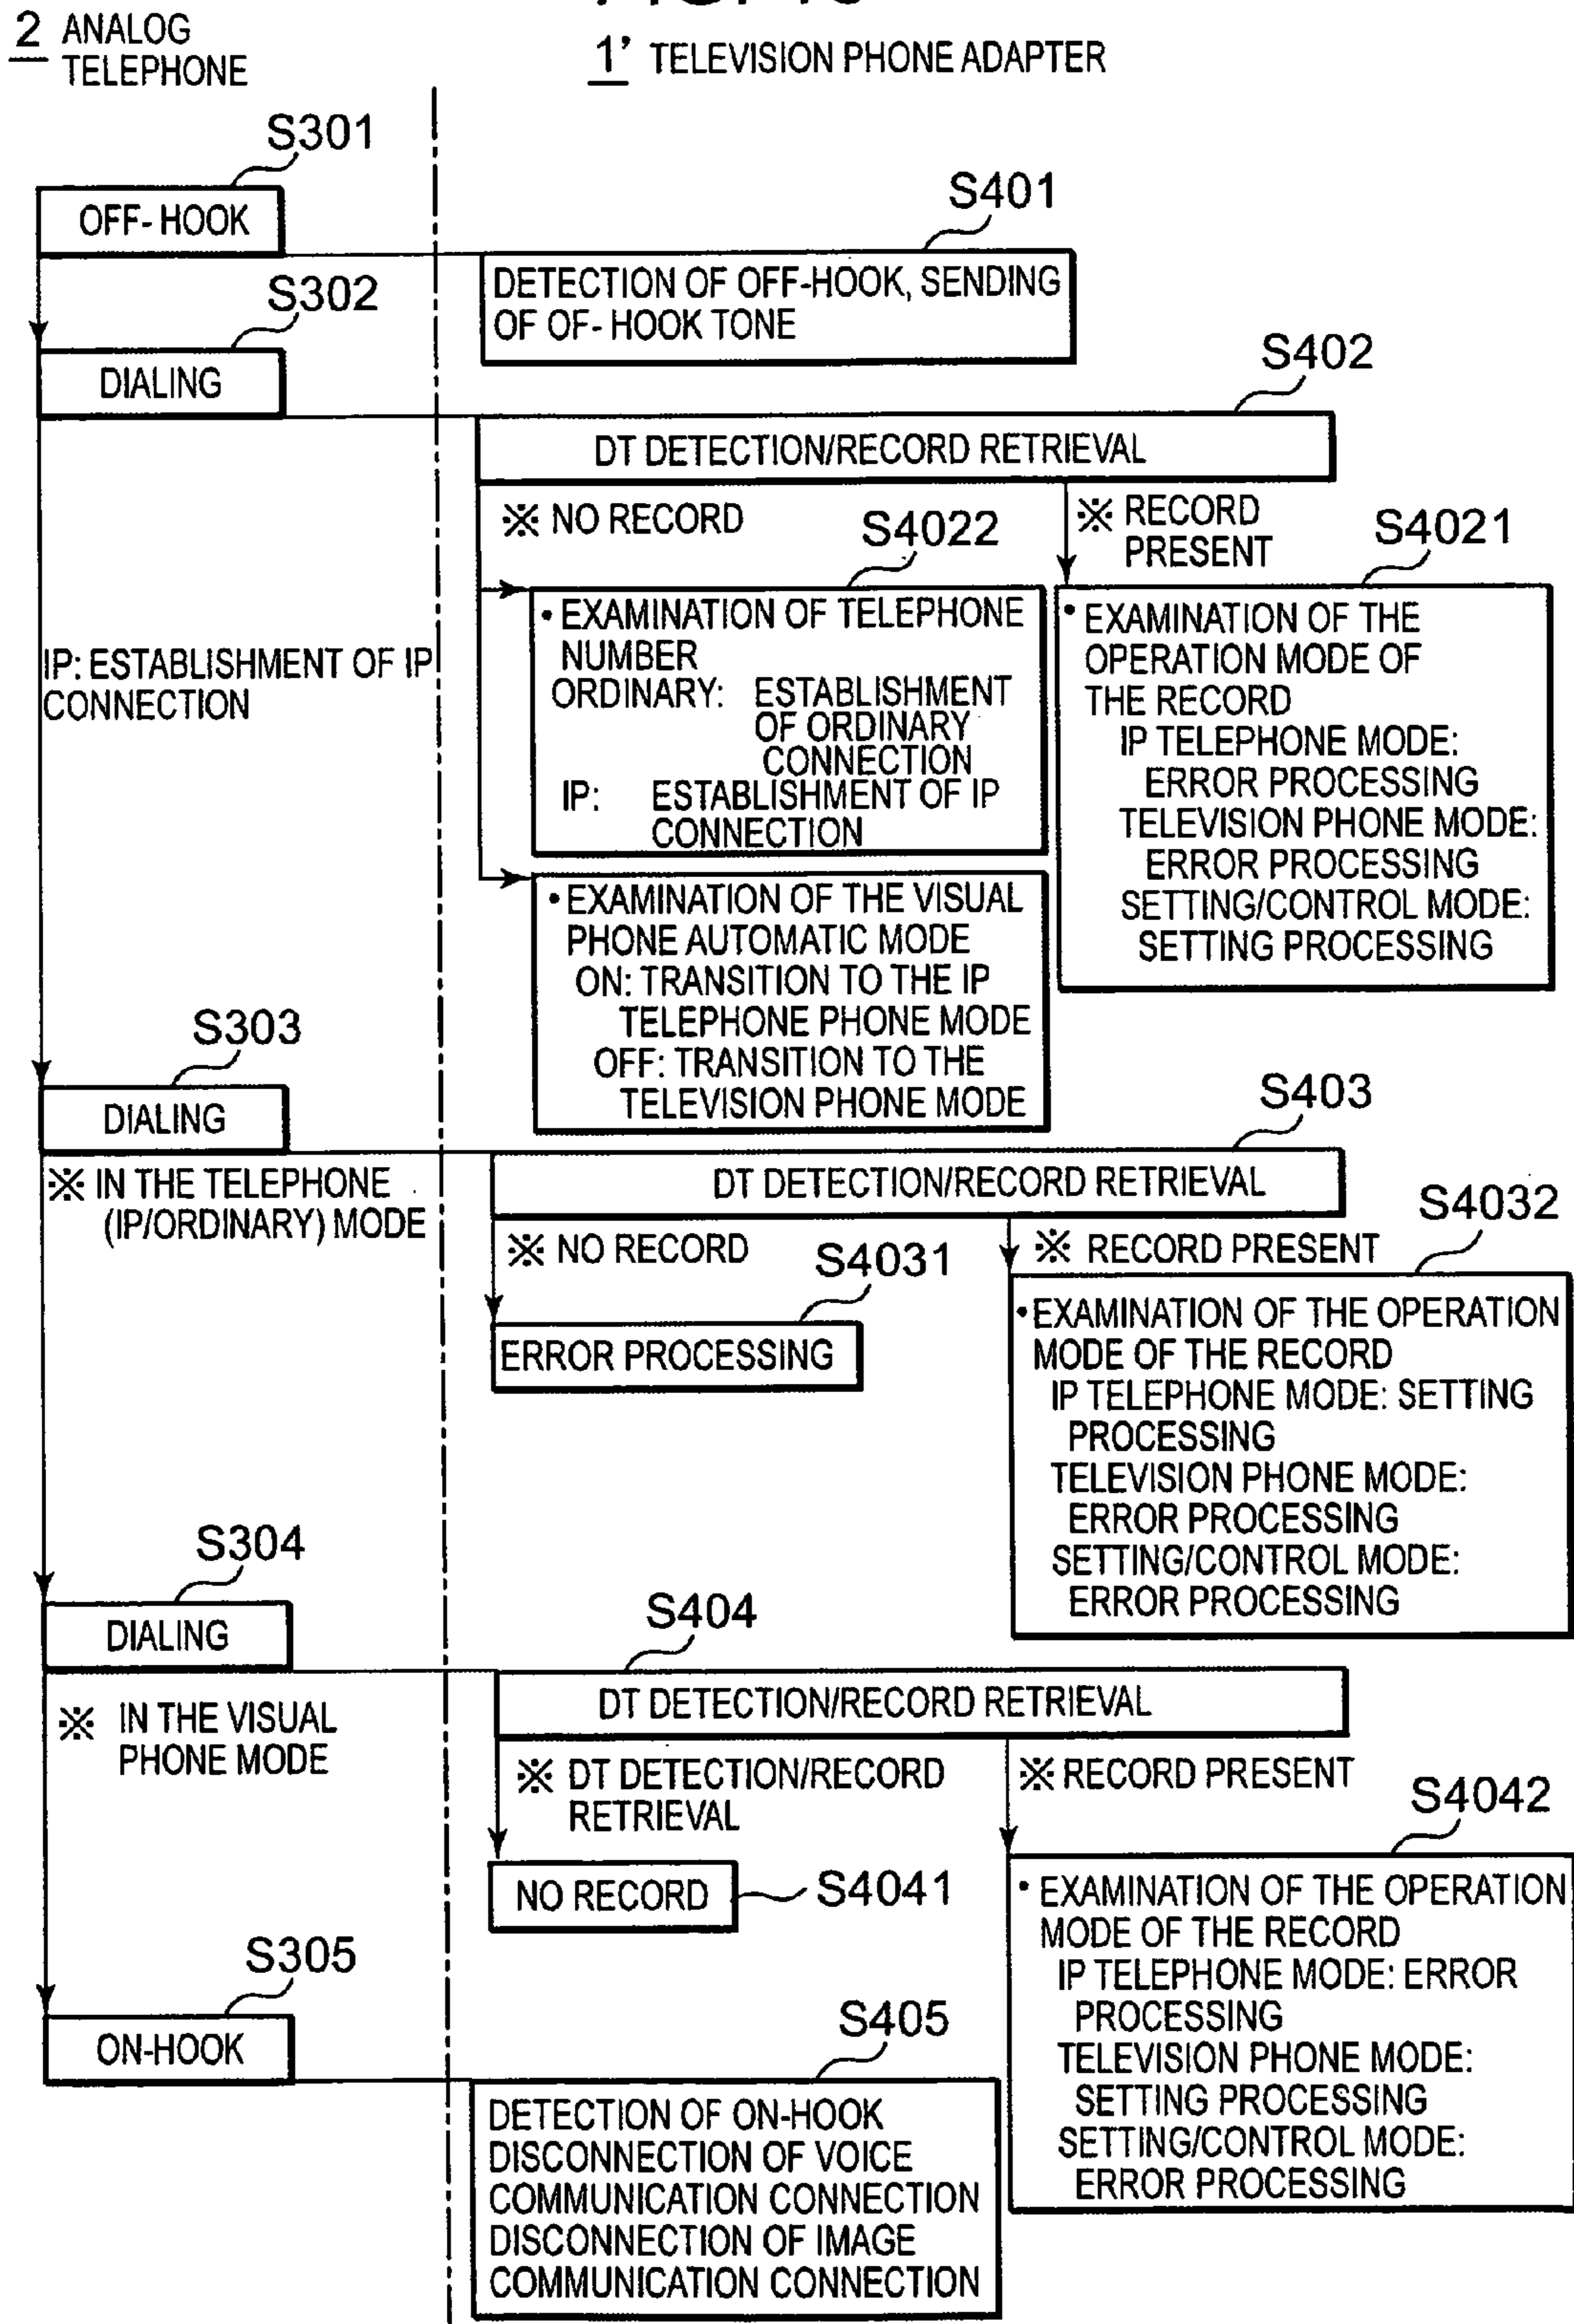 2 ANALOG
TELEPHONE
1' TELEVISION PHONE ADAPTER
S301
OFF-HOOK
S401
DETECTION OF OFF-HOOK, SENDING
OF OF-HOOK TONE
S302
DIALING
S402
DT DETECTION/RECORD RETRIEVAL
※ NO RECORD
S4022
※ RECORD
PRESENT
S4021
IP: ESTABLISHMENT OF IP
CONNECTION
• EXAMINATION OF TELEPHONE
NUMBER
ORDINARY: ESTABLISHMENT
OF ORDINARY
CONNECTION
IP: ESTABLISHMENT OF IP
CONNECTION
• EXAMINATION OF THE
OPERATION MODE OF
THE RECORD
IP TELEPHONE MODE:
ERROR PROCESSING
TELEVISION PHONE MODE:
ERROR PROCESSING
SETTING/CONTROL MODE:
SETTING PROCESSING
• EXAMINATION OF THE VISUAL
PHONE AUTOMATIC MODE
ON: TRANSITION TO THE IP
TELEPHONE PHONE MODE
OFF: TRANSITION TO THE
TELEVISION PHONE MODE
S303
DIALING
※ IN THE TELEPHONE
(IP/ORDINARY) MODE
S403
DT DETECTION/RECORD RETRIEVAL
※ NO RECORD
S4031
ERROR PROCESSING
※ RECORD PRESENT
S4032
• EXAMINATION OF THE OPERATION
MODE OF THE RECORD
IP TELEPHONE MODE: SETTING
PROCESSING
TELEVISION PHONE MODE:
ERROR PROCESSING
SETTING/CONTROL MODE:
ERROR PROCESSING
S304
DIALING
※ IN THE VISUAL
PHONE MODE
S404
DT DETECTION/RECORD RETRIEVAL
※ DT DETECTION/RECORD
RETRIEVAL
NO RECORD
S4041
※ RECORD PRESENT
S4042
• EXAMINATION OF THE OPERATION
MODE OF THE RECORD
IP TELEPHONE MODE: ERROR
PROCESSING
TELEVISION PHONE MODE:
SETTING PROCESSING
SETTING/CONTROL MODE:
ERROR PROCESSING
S305
ON-HOOK
S405
DETECTION OF ON-HOOK
DISCONNECTION OF VOICE
COMMUNICATION CONNECTION
DISCONNECTION OF IMAGE
COMMUNICATION CONNECTION